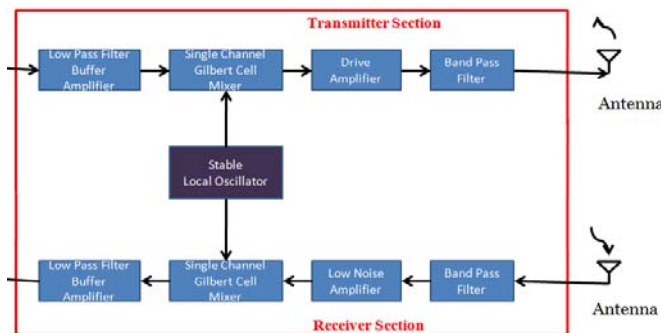 Transmitter Section
Low Pass Filter
Buffer
Amplifier
Single Channel
Gilbert Cell
Mixer
Drive
Amplifier
Band Pass
Filter
Antenna
Stable
Local Oscillator
Low Pass Filter
Buffer
Amplifier
Single Channel
Gilbert Cell
Mixer
Low Noise
Amplifier
Band Pass
Filter
Antenna
Receiver Section